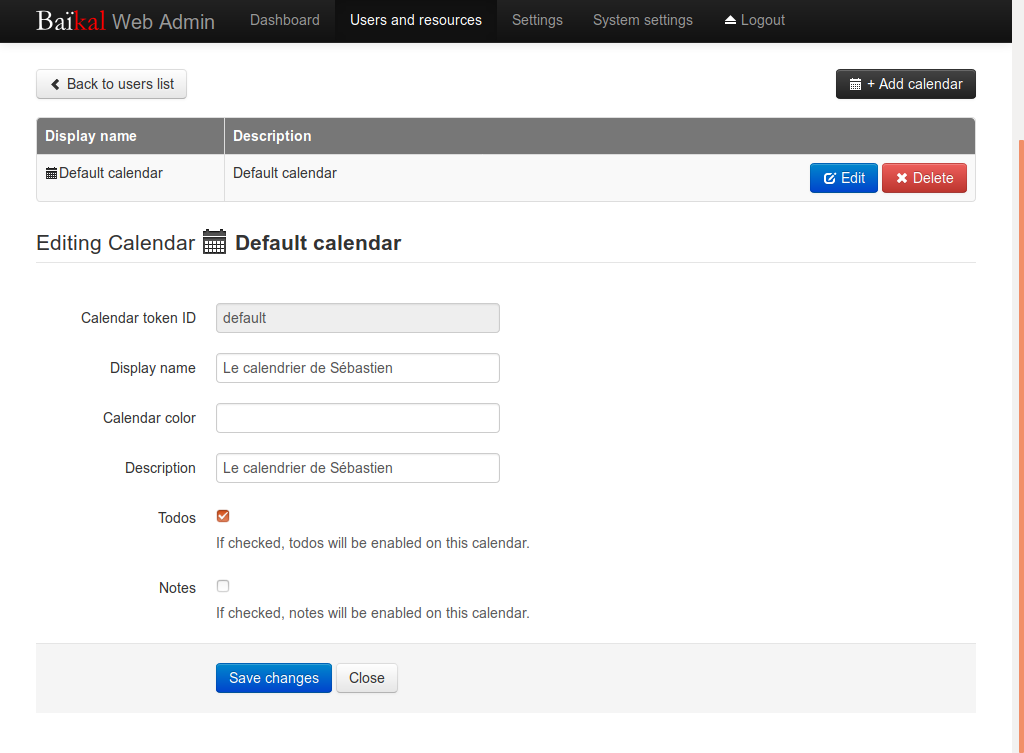 Baïkal Web Admin Dashboard Users and resources Settings System settings Logout
Back to users list + Add calendar
Display name Description
Default calendar Default calendar Edit Delete
Editing Calendar Default calendar
Calendar token ID default
Display name Le calendrier de Sébastien
Calendar color
Description Le calendrier de Sébastien
Todos
If checked, todos will be enabled on this calendar.
Notes
If checked, notes will be enabled on this calendar.
Save changes Close